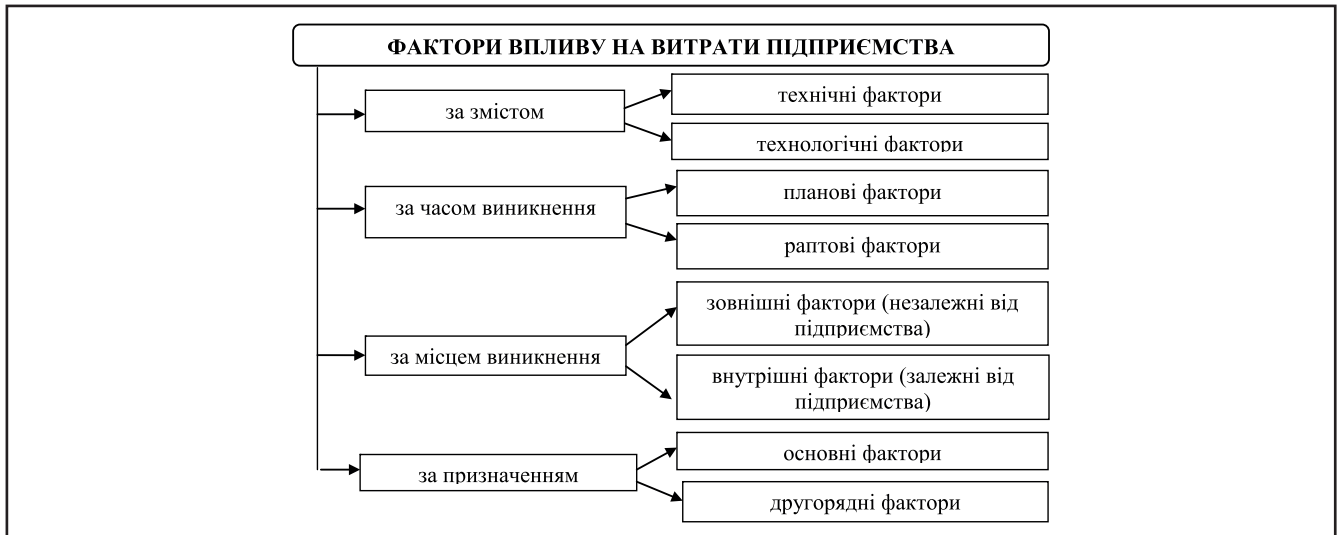 ФАКТОРИ ВПЛИВУ НА ВИТРАТИ ПІДПРИЄМСТВА
за змістом
технічні фактори
технологічні фактори
за часом виникнення
планові фактори
раптові фактори
за місцем виникнення
зовнішні фактори (незалежні від
підприємства)
внутрішні фактори (залежні від
підприємства)
за призначенням
основні фактори
другорядні фактори